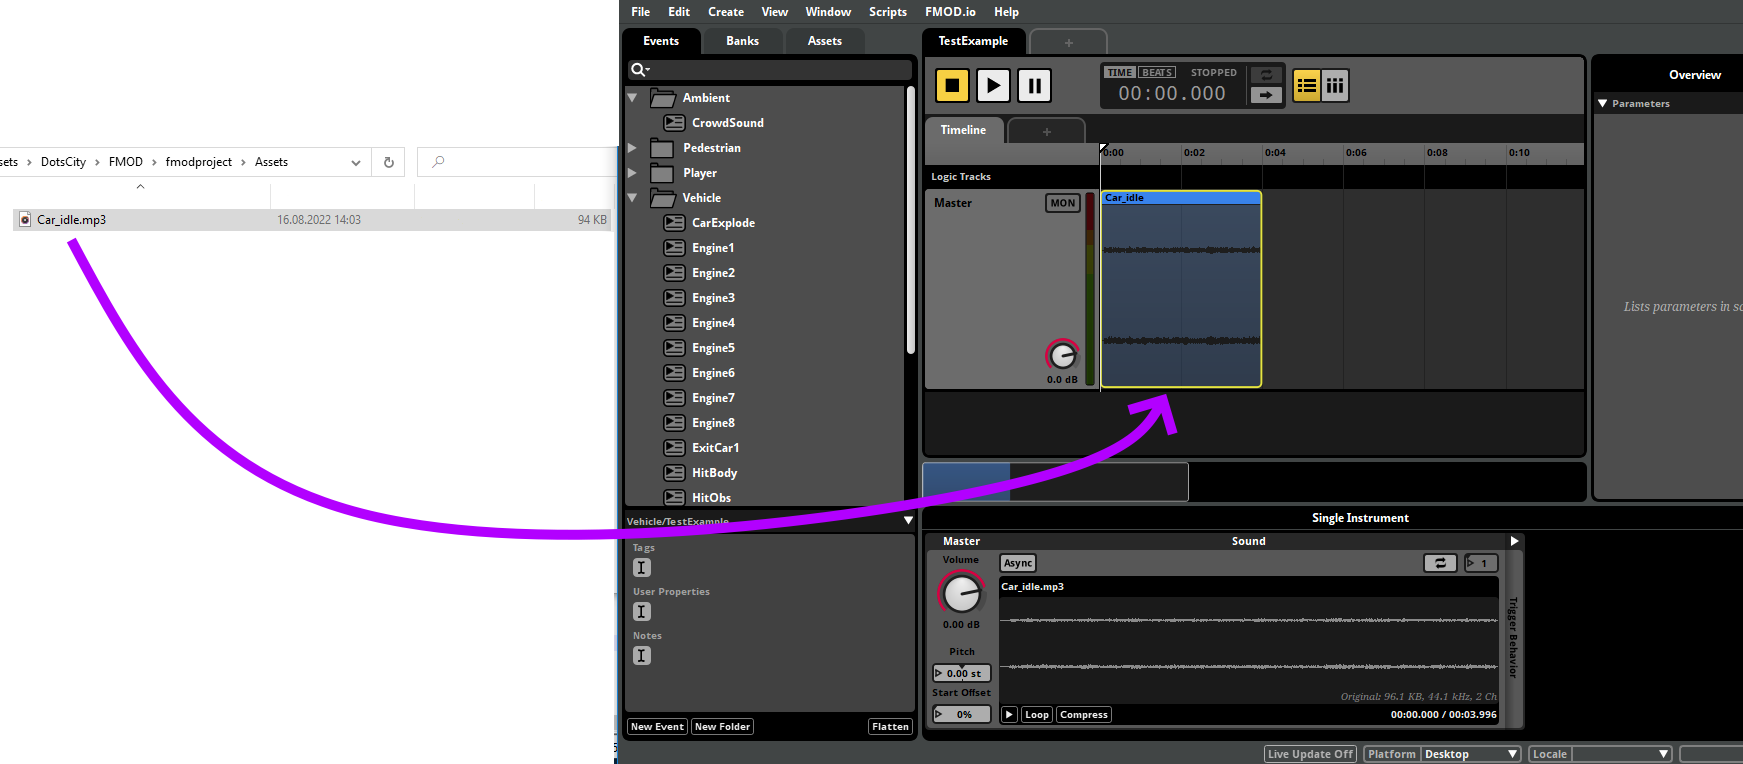 File Edit Create View Window Scripts FMOD.io Help
Events Banks Assets
TestExample +
TIME BEATS STOPPED
00:00.000
Overview
Parameters
Ambient
CrowdSound
Pedestrian
Player
Vehicle
CarExplode
Engine1
Engine2
Engine3
Engine4
Engine5
Engine6
Engine7
Engine8
ExitCar1
HitBody
HitObs
Timeline +
0:00 0:02 0:04 0:06 0:08 0:10
Logic Tracks
Master MON
Car_idle
0.0 dB
Lists parameters in
DotsCity > FMOD > fmodproject > Assets
Car_idle.mp3 16.08.2022 14:03 94 KB
Vehicle/TestExample
Tags
User Properties
Notes
New Event New Folder Flatten
Single Instrument
Master Sound
Volume
0.00 dB
Pitch
0.00 st
Start Offset
0%
Async 1
Car_idle.mp3
Original: 96.1 KB, 44.1 kHz, 2 Ch
Loop Compress 00:00.000 / 00:03.996
Trigger Behavior
Live Update Off Platform Desktop Locale